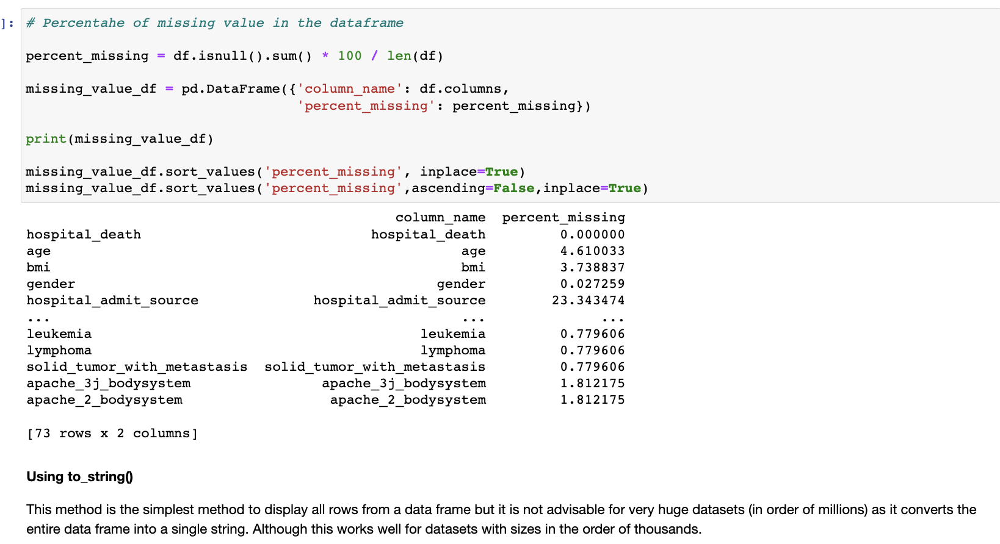 ]: # Percentahe of missing value in the dataframe
percent_missing = df.isnull().sum() * 100 / len(df)
missing_value_df = pd.DataFrame({'column_name': df.columns,
'percent_missing': percent_missing})
print(missing_value_df)
missing_value_df.sort_values('percent_missing', inplace=True)
missing_value_df.sort_values('percent_missing',ascending=False,inplace=True)
column_name percent_missing
hospital_death hospital_death 0.000000
age age 4.610033
bmi bmi 3.738837
gender gender 0.027259
hospital_admit_source hospital_admit_source 23.343474
... ... ...
leukemia leukemia 0.779606
lymphoma lymphoma 0.779606
solid_tumor_with_metastasis solid_tumor_with_metastasis 0.779606
apache_3j_bodysystem apache_3j_bodysystem 1.812175
apache_2_bodysystem apache_2_bodysystem 1.812175
[73 rows x 2 columns]
Using to_string()
This method is the simplest method to display all rows from a data frame but it is not advisable for very huge datasets (in order of millions) as it converts the
entire data frame into a single string. Although this works well for datasets with sizes in the order of thousands.